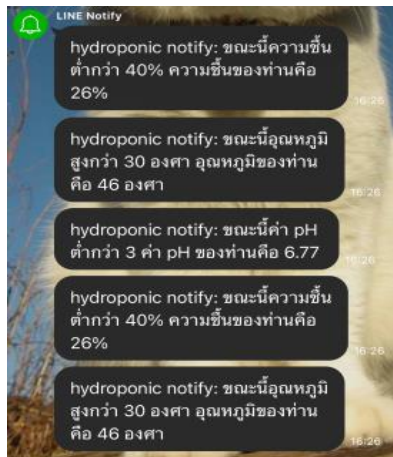 LINE Notify
hydroponic notify: ขณะนี้ความชื้น
ต่ำกว่า 40% ความชื้นของท่านคือ
26%
16:26
hydroponic notify: ขณะนี้อุณหภูมิ
สูงกว่า 30 องศา อุณหภูมิของท่าน
คือ 46 องศา
16:26
hydroponic notify: ขณะนี้ค่า pH
ต่ำกว่า 3 ค่า pH ของท่านคือ 6.77
16:26
hydroponic notify: ขณะนี้ความชื้น
ต่ำกว่า 40% ความชื้นของท่านคือ
26%
16:26
hydroponic notify: ขณะนี้อุณหภูมิ
สูงกว่า 30 องศา อุณหภูมิของท่าน
คือ 46 องศา
16:26